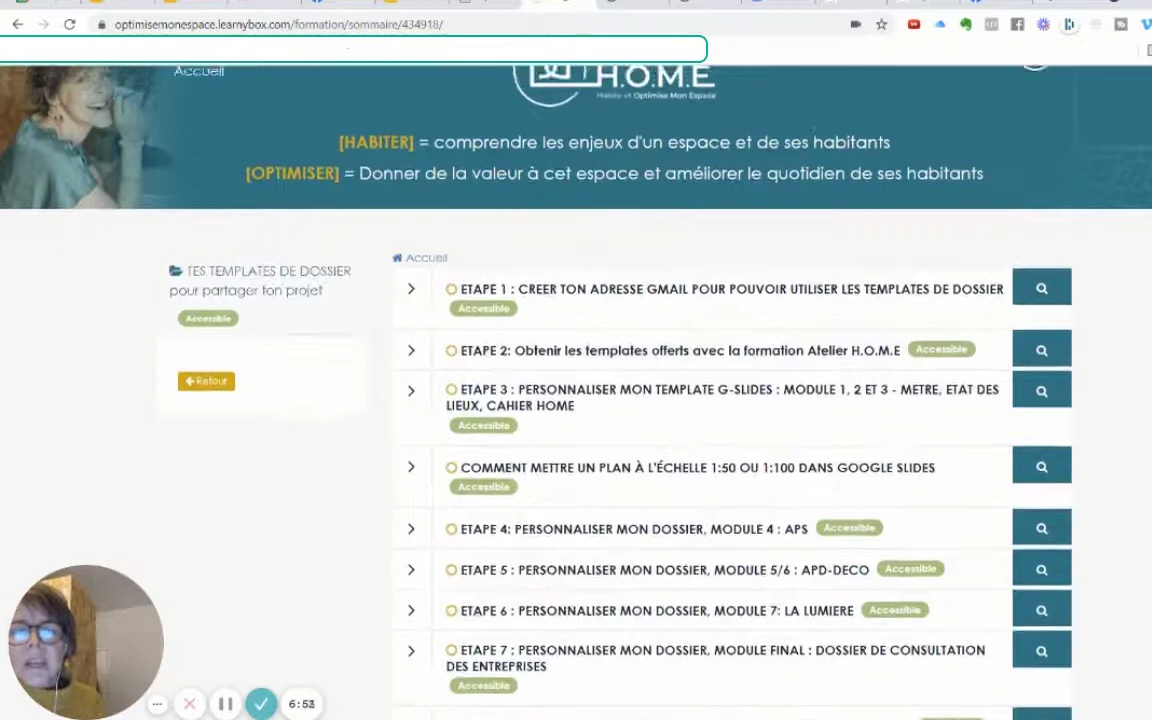 optimisemonespace.learnybox.com/formation/sommaire/434918/
Accueil
H.O.M.E
Habite et Optimise Mon Espace
[HABITER] = comprendre les enjeux d'un espace et de ses habitants
[OPTIMISER] = Donner de la valeur à cet espace et améliorer le quotidien de ses habitants
TES TEMPLATES DE DOSSIER
pour partager ton projet
Accessible
Retour
Accueil
ETAPE 1 : CREER TON ADRESSE GMAIL POUR POUVOIR UTILISER LES TEMPLATES DE DOSSIER
Accessible
ETAPE 2: Obtenir les templates offerts avec la formation Atelier H.O.M.E Accessible
ETAPE 3 : PERSONNALISER MON TEMPLATE G-SLIDES : MODULE 1, 2 ET 3 - METRE, ETAT DES
LIEUX, CAHIER HOME
Accessible
COMMENT METTRE UN PLAN À L'ÉCHELLE 1:50 OU 1:100 DANS GOOGLE SLIDES
Accessible
ETAPE 4: PERSONNALISER MON DOSSIER, MODULE 4 : APS Accessible
ETAPE 5 : PERSONNALISER MON DOSSIER, MODULE 5/6 : APD-DECO Accessible
ETAPE 6 : PERSONNALISER MON DOSSIER, MODULE 7: LA LUMIERE Accessible
ETAPE 7 : PERSONNALISER MON DOSSIER, MODULE FINAL : DOSSIER DE CONSULTATION
DES ENTREPRISES
Accessible
6:53